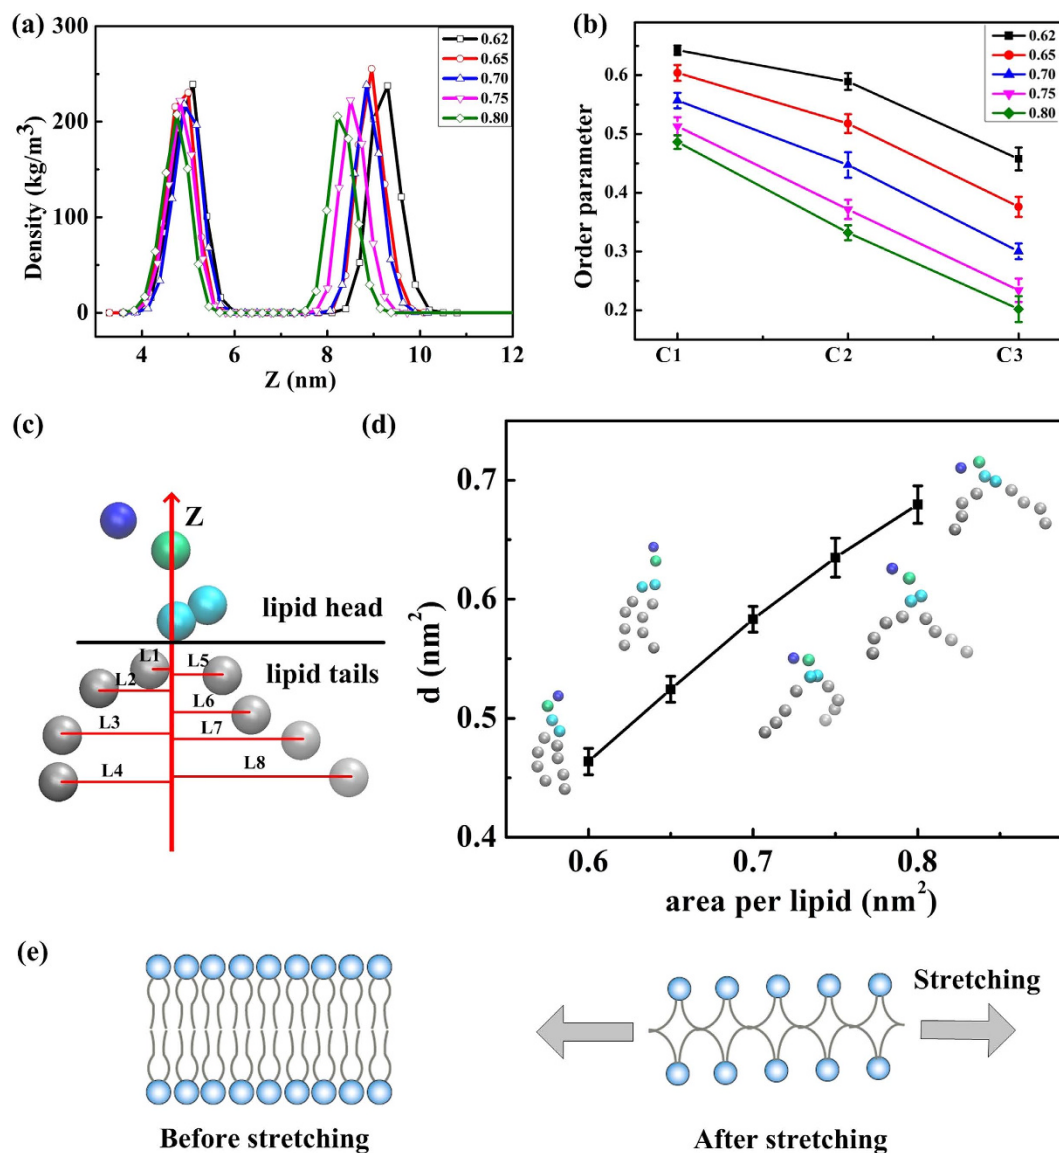 (a)
300
200
100
0
Density (kg/m³)
4
6
8
10
12
Z (nm)
0.62
0.65
0.70
0.75
0.80
(b)
0.6
0.5
0.4
0.3
0.2
Order parameter
C1
C2
C3
0.62
0.65
0.70
0.75
0.80
(c)
Z
lipid head
lipid tails
L1
L5
L2
L6
L3
L7
L4
L8
(d)
0.7
0.6
0.5
0.4
d (nm²)
0.6
0.7
0.8
area per lipid (nm²)
(e)
Stretching
Before stretching
After stretching